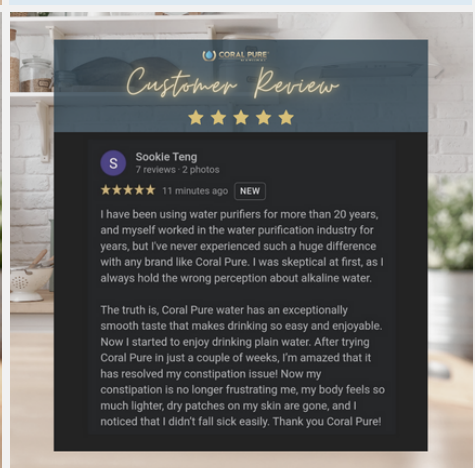 CORAL PURE
Customer Review
S
Sookie Teng
7 reviews · 2 photos
11 minutes ago NEW
I have been using water purifiers for more than 20 years,
and myself worked in the water purification industry for
years, but I've never experienced such a huge difference
with any brand like Coral Pure. I was skeptical at first, as I
always hold the wrong perception about alkaline water.
The truth is, Coral Pure water has an exceptionally
smooth taste that makes drinking so easy and enjoyable.
Now I started to enjoy drinking plain water. After trying
Coral Pure in just a couple of weeks, I'm amazed that it
has resolved my constipation issue! Now my
constipation is no longer frustrating me, my body feels so
much lighter, dry patches on my skin are gone, and I
noticed that I didn't fall sick easily. Thank you Coral Pure!